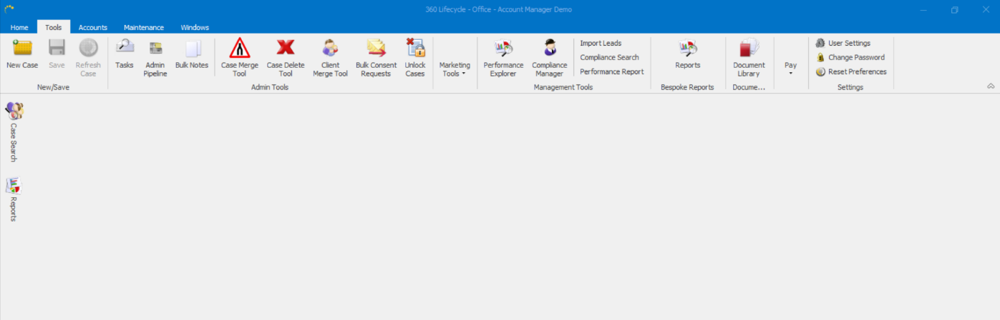 360 Lifecycle - Office - Account Manager Demo
Home Tools Accounts Maintenance Windows
New Case Save Refresh Case
New/Save
Tasks Admin Pipeline Bulk Notes Case Merge Tool Case Delete Tool Client Merge Tool Bulk Consent Requests Unlock Cases
Admin Tools
Marketing Tools
Performance Explorer Compliance Manager
Import Leads
Compliance Search
Performance Report
Management Tools
Reports
Bespoke Reports
Document Library
Docume...
Pay
User Settings
Change Password
Reset Preferences
Settings
Case Search
Reports